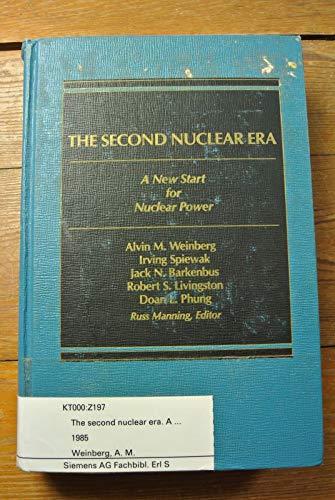 THE SECOND NUCLEAR ERA
A New Start
for
Nuclear Power
Alvin M. Weinberg
Irving Spiewak
Jack N. Barkenbus
Robert S. Livingston
Doan L. Phung
Russ Manning, Editor
KT000:Z197
The second nuclear era. A ...
1985
Weinberg, A. M.
Siemens AG Fachbibl. Erl S